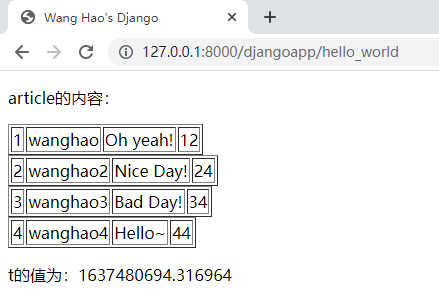 Wang Hao's Django
127.0.0.1:8000/djangoapp/hello_world
article的内容：
1 wanghao Oh yeah! 12
2 wanghao2 Nice Day! 24
3 wanghao3 Bad Day! 34
4 wanghao4 Hello~ 44
t的值为：1637480694.316964